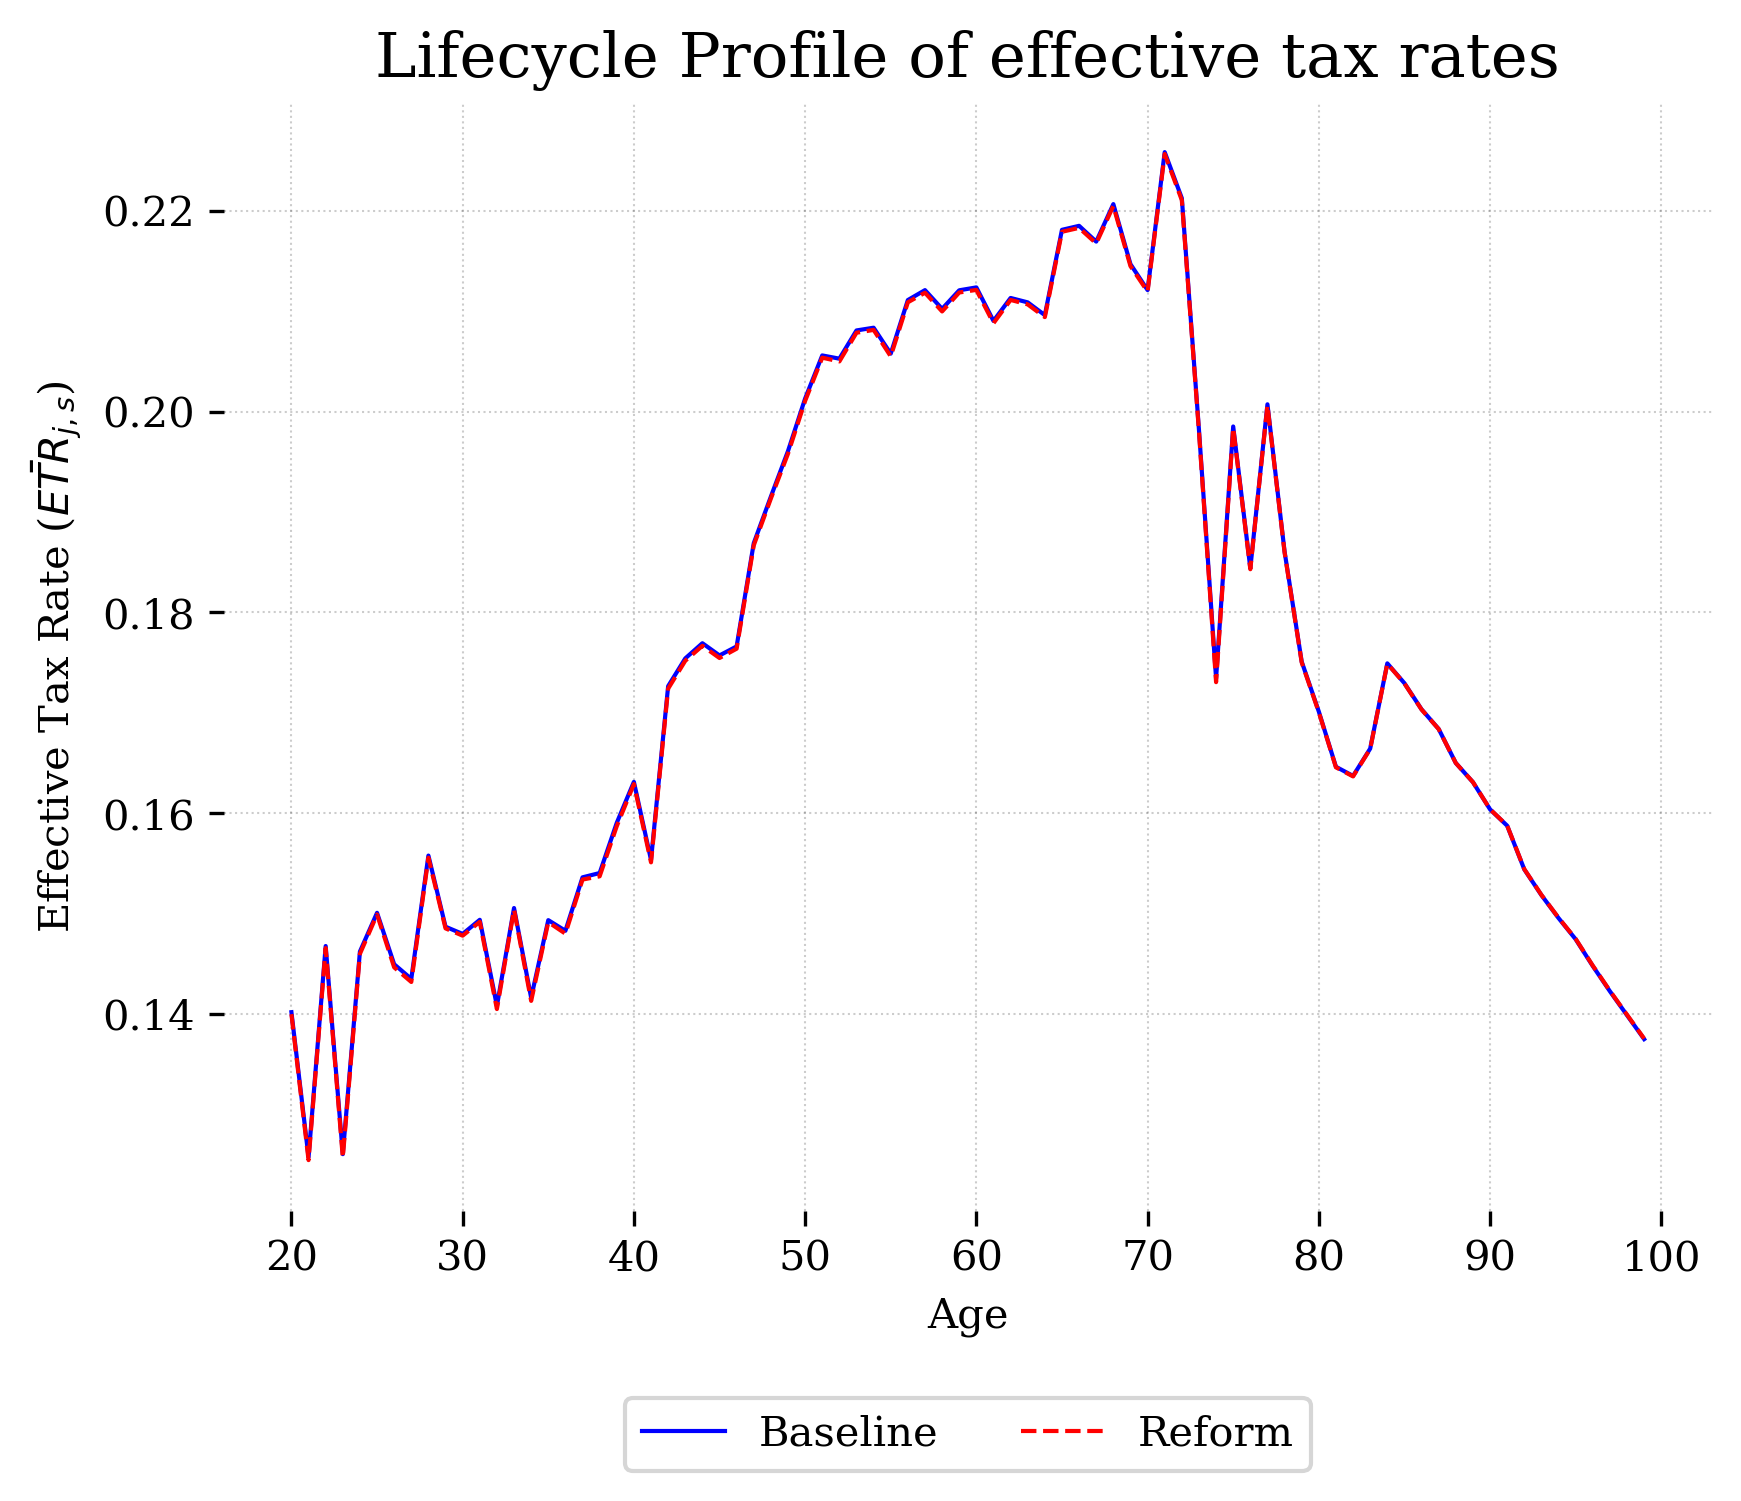 Lifecycle Profile of effective tax rates
Effective Tax Rate ($\bar{ETR}_{j,s}$)
0.22
0.20
0.18
0.16
0.14
20 30 40 50 60 70 80 90 100
Age
Baseline Reform